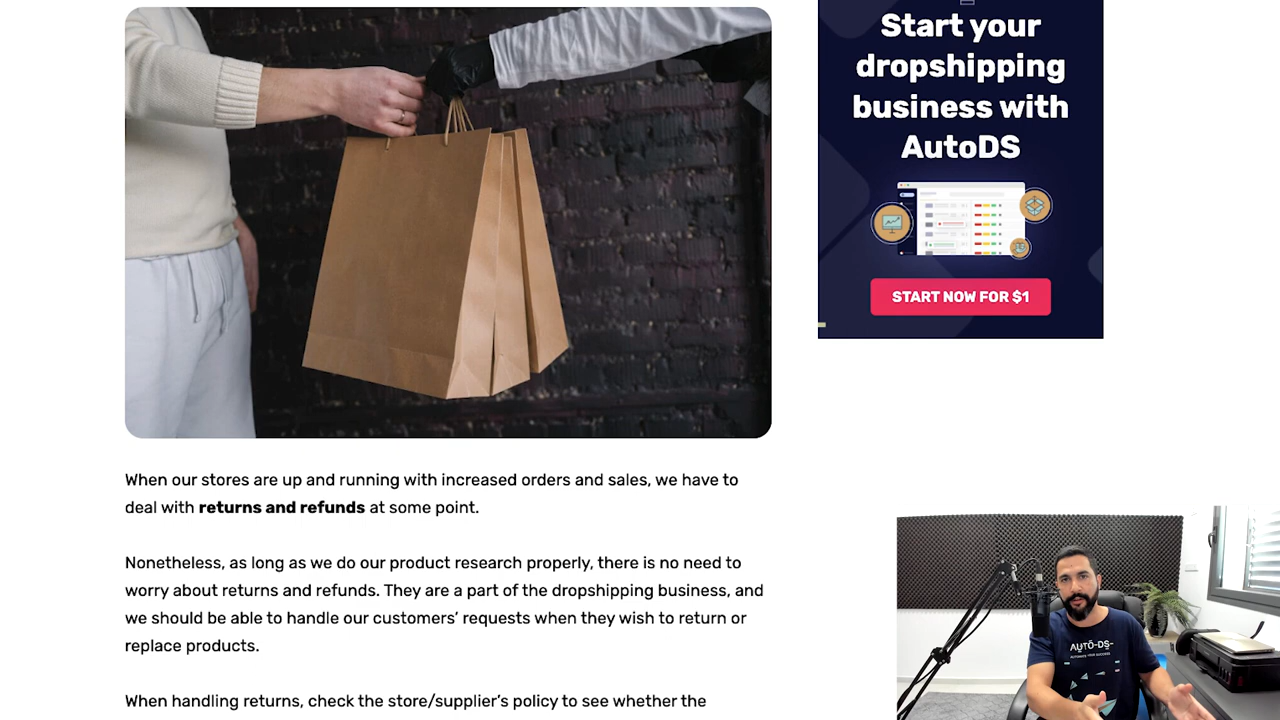 Start your
dropshipping
business with
AutoDS
START NOW FOR $1
When our stores are up and running with increased orders and sales, we have to
deal with returns and refunds at some point.
Nonetheless, as long as we do our product research properly, there is no need to
worry about returns and refunds. They are a part of the dropshipping business, and
we should be able to handle our customers’ requests when they wish to return or
replace products.
When handling returns, check the store/supplier’s policy to see whether the
AUTO-DS-
AUTOMATE YOUR SUCCESS